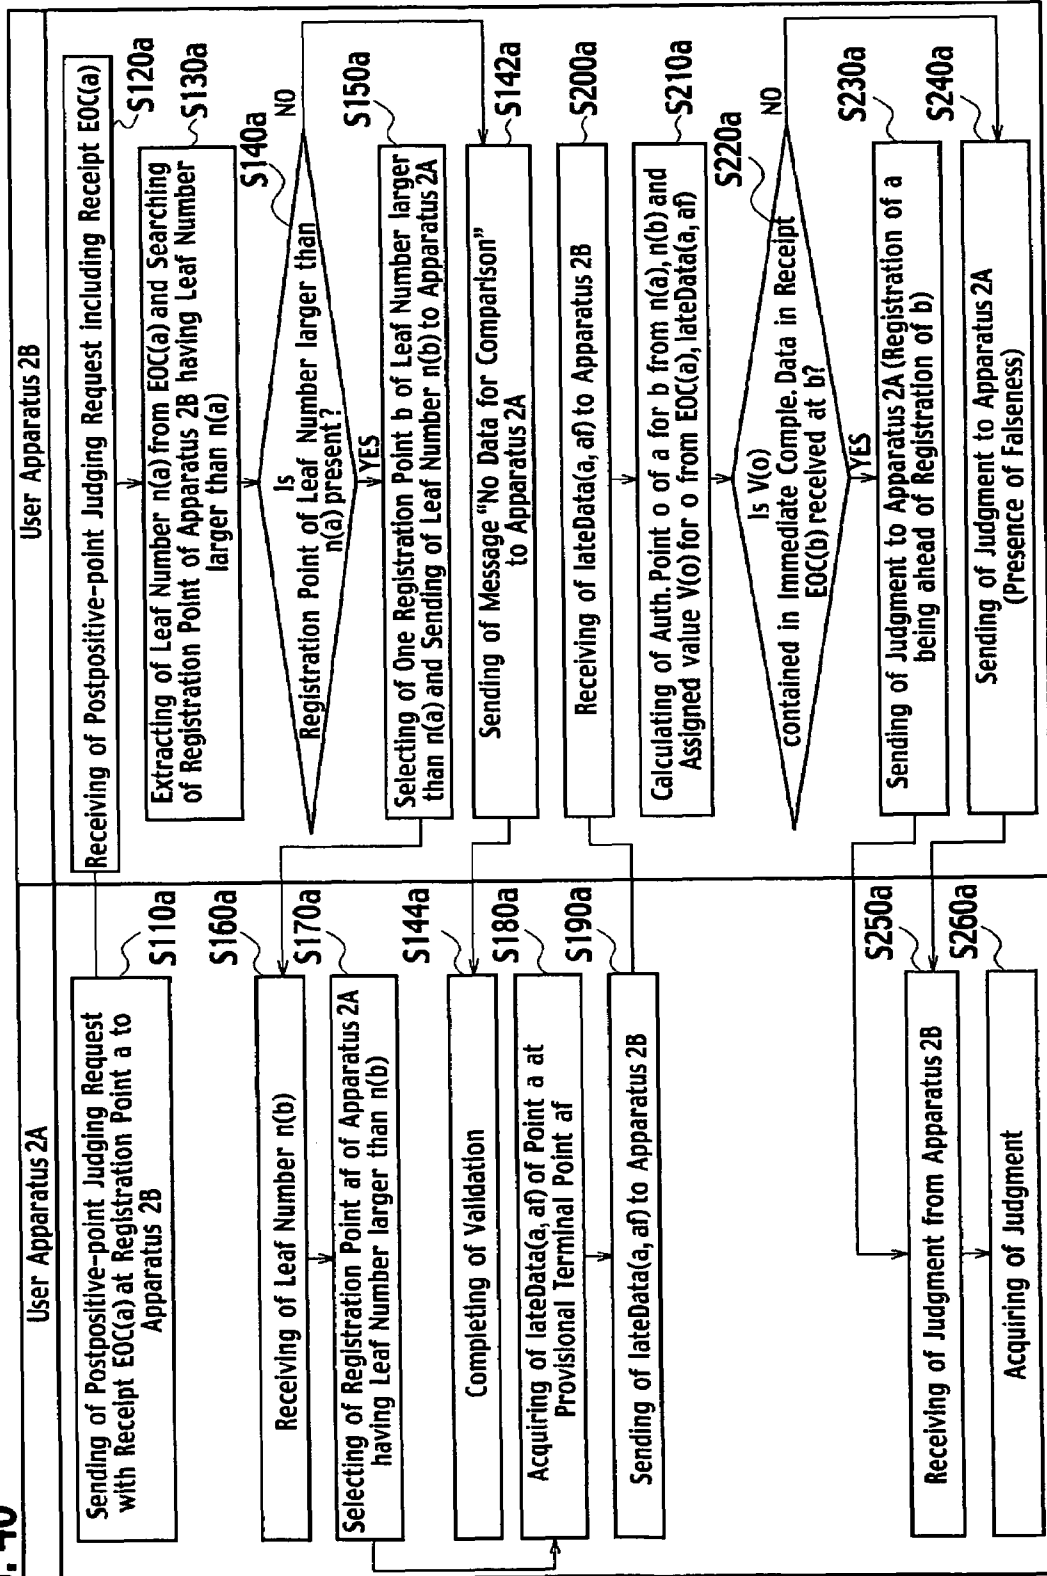 User Apparatus 2A
User Apparatus 2B
Sending of Postpositive-point Judging Request
with Receipt EOC(a) at Registration Point a to
Apparatus 2B
S110a
Receiving of Postpositive-point Judging Request including Receipt EOC(a)
S120a
Extracting of Leaf Number n(a) from EOC(a) and Searching
of Registration Point of Apparatus 2B having Leaf Number
larger than n(a)
S130a
S140a
Is
Registration Point of Leaf Number larger than
n(a) present?
NO
YES
Selecting of One Registration Point b of Leaf Number larger
than n(a) and Sending of Leaf Number n(b) to Apparatus 2A
S150a
S160a
Receiving of Leaf Number n(b)
S170a
Selecting of Registration Point af of Apparatus 2A
having Leaf Number larger than n(b)
Sending of Message “No Data for Comparison”
to Apparatus 2A
S142a
S144a
Completing of Validation
S180a
Acquiring of lateData(a, af) of Point a at
Provisional Terminal Point af
S190a
Sending of lateData(a, af) to Apparatus 2B
Receiving of lateData(a, af) to Apparatus 2B
S200a
Calculating of Auth. Point o of a for b from n(a), n(b) and
Assigned value V(o) for o from EOC(a), lateData(a, af)
S210a
S220a
Is V(o)
contained in Immediate Comple. Data in Receipt
EOC(b) received at b?
NO
YES
Sending of Judgment to Apparatus 2A (Registration of a
being ahead of Registration of b)
S230a
Sending of Judgment to Apparatus 2A
(Presence of Falseness)
S240a
S250a
Receiving of Judgment from Apparatus 2B
S260a
Acquiring of Judgment